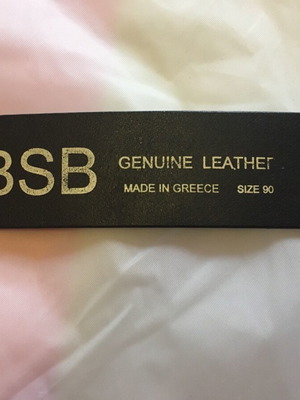 BSB GENUINE LEATHER
MADE IN GREECE SIZE 90